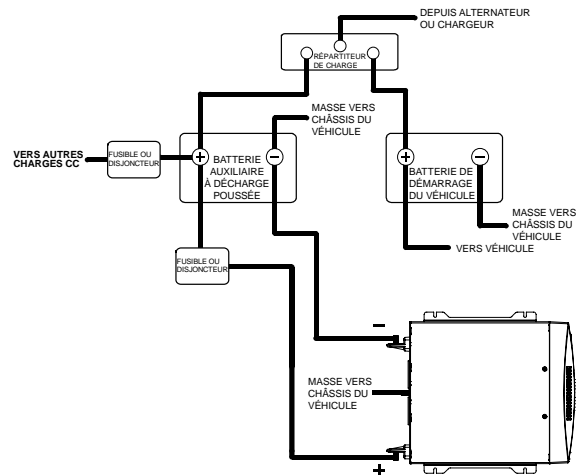 DEPUIS ALTERNATEUR
OU CHARGEUR
RÉPARTITEUR
DE CHARGE
MASSE VERS
CHÂSSIS DU
VÉHICULE
VERS AUTRES
CHARGES CC
FUSIBLE OU
DISJONCTEUR
+
−
BATTERIE
AUXILIAIRE
À DÉCHARGE
POUSSÉE
+
−
BATTERIE DE
DÉMARRAGE
DU VÉHICULE
MASSE VERS
CHÂSSIS DU
VÉHICULE
VERS VÉHICULE
FUSIBLE OU
DISJONCTEUR
−
MASSE VERS
CHÂSSIS DU
VÉHICULE
+